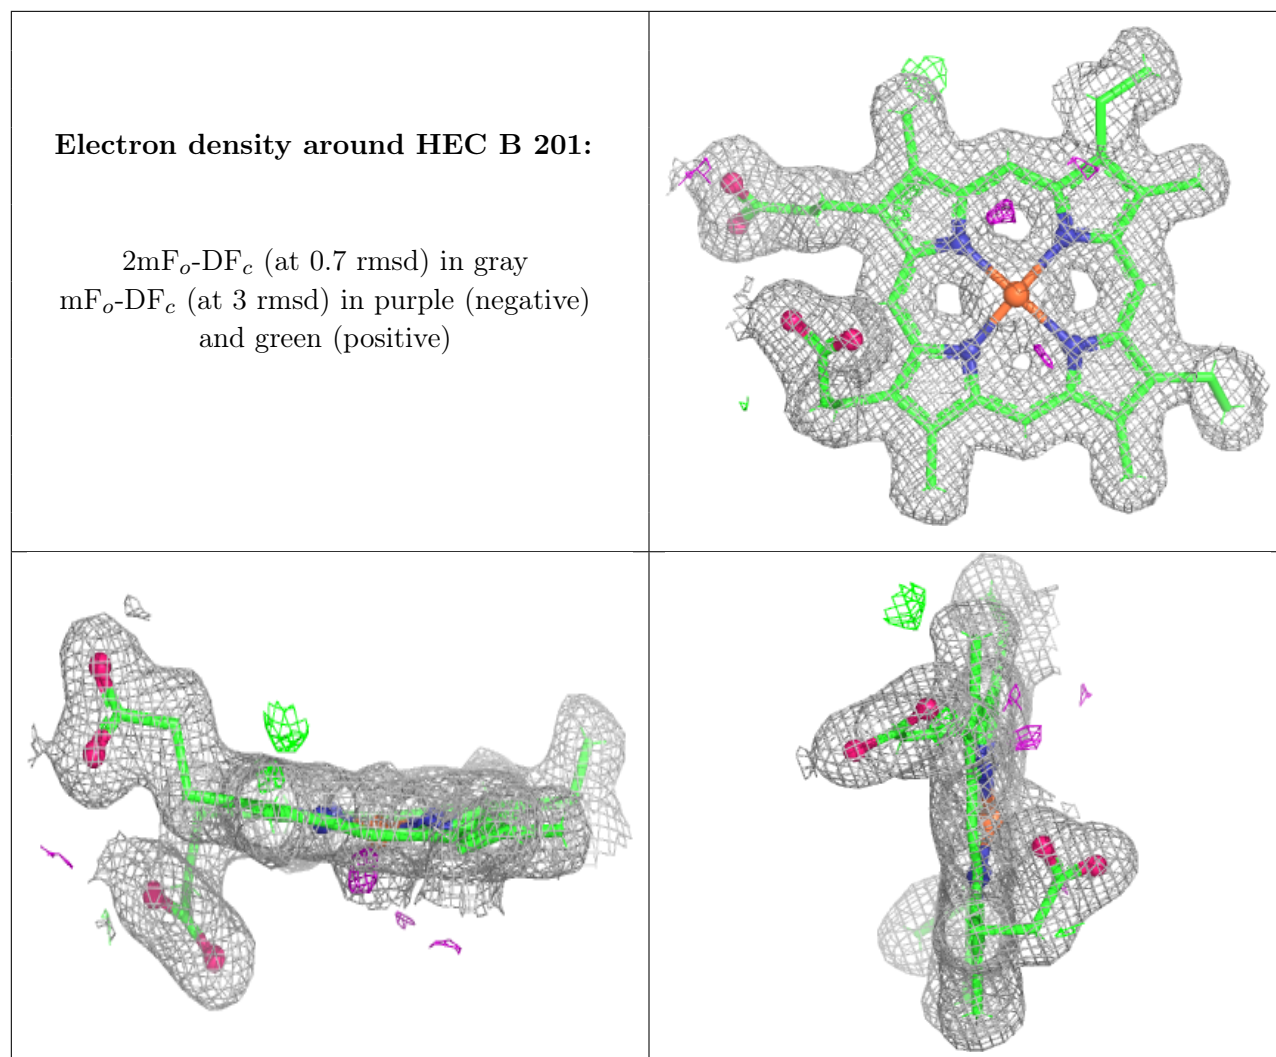 Electron density around HEC B 201:
2mFo-DFc (at 0.7 rmsd) in gray
mFo-DFc (at 3 rmsd) in purple (negative)
and green (positive)